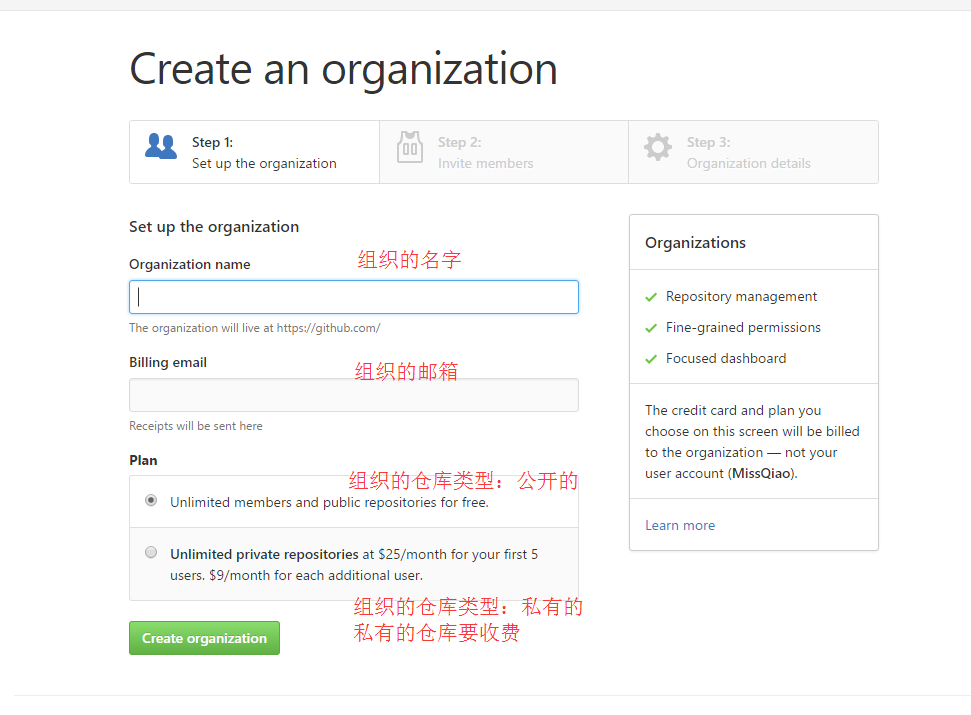 Create an organization
Step 1:
Set up the organization
Step 2:
Invite members
Step 3:
Organization details
Set up the organization
Organization name
组织的名字
The organization will live at https://github.com/
Billing email
组织的邮箱
Receipts will be sent here
Plan
组织的仓库类型：公开的
Unlimited members and public repositories for free.
Unlimited private repositories at $25/month for your first 5
users. $9/month for each additional user.
组织的仓库类型：私有的
私有的仓库要收费
Create organization
Organizations
Repository management
Fine-grained permissions
Focused dashboard
The credit card and plan you
choose on this screen will be billed
to the organization — not your
user account (MissQiao).
Learn more